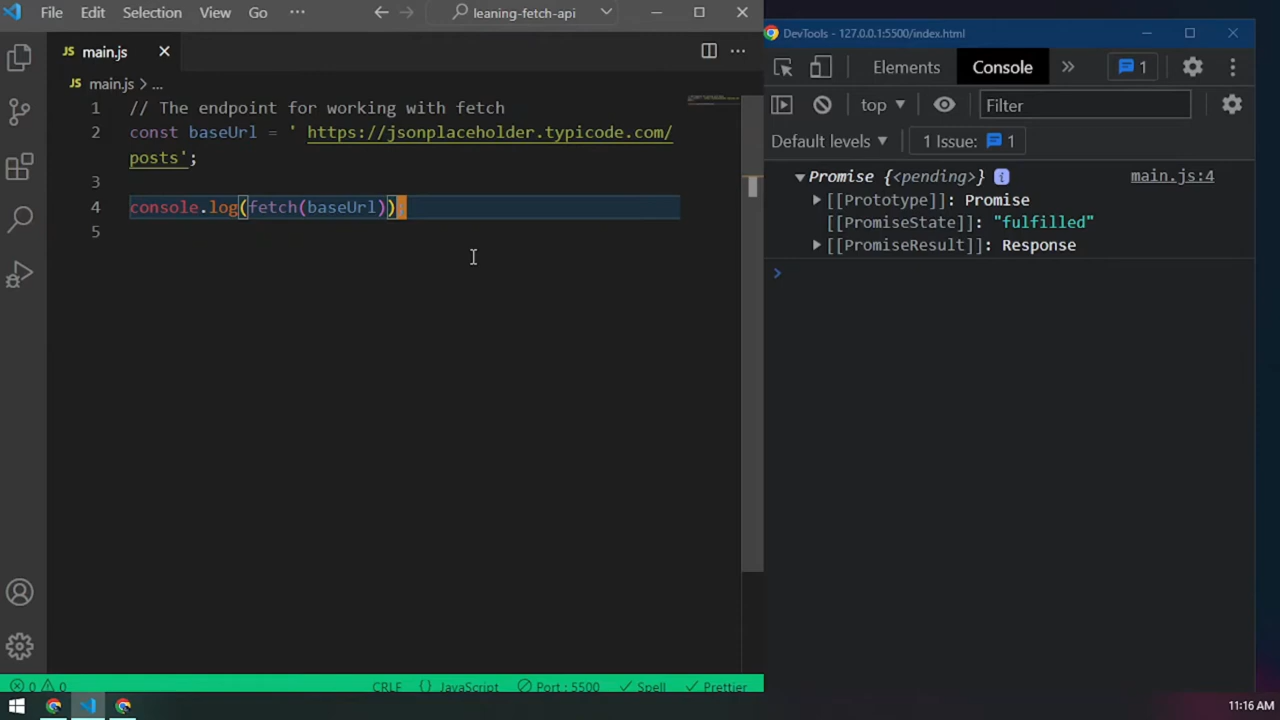 File Edit Selection View Go ··· leaning-fetch-api
main.js
main.js > ...
1 // The endpoint for working with fetch
2 const baseUrl = ' https://jsonplaceholder.typicode.com/
posts';
3
4 console.log(fetch(baseUrl));
5
0 0 CRLF {} JavaScript Port : 5500 Spell Prettier
DevTools - 127.0.0.1:5500/index.html
Elements Console » 1
top Filter
Default levels 1 Issue: 1
Promise {<pending>} i main.js:4
[[Prototype]]: Promise
[[PromiseState]]: "fulfilled"
[[PromiseResult]]: Response
11:16 AM